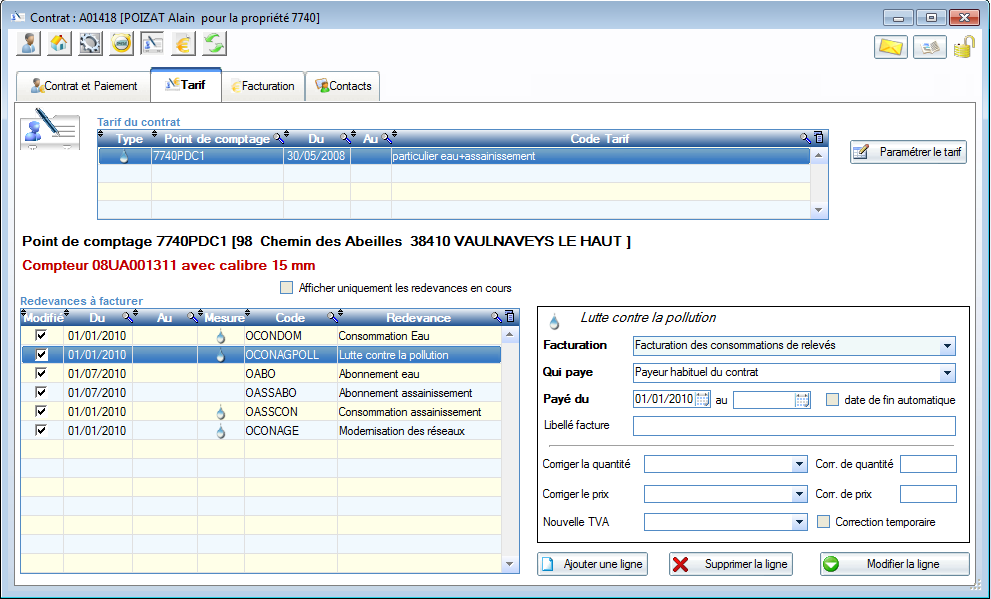 Contrat : A01418 [POIZAT Alain pour la propriété 7740]
Contrat et Paiement
Tarif
Facturation
Contacts
Tarif du contrat
Type Point de comptage Du Au Code Tarif
7740PDC1 30/05/2008 particulier eau+assainissement
Paramétrer le tarif
Point de comptage 7740PDC1 [98 Chemin des Abeilles 38410 VAULNAVEYS LE HAUT ]
Compteur 08UA001311 avec calibre 15 mm
Afficher uniquement les redevances en cours
Redevances à facturer
Modifié Du Au Mesure Code Redevance
01/01/2010 OCONDOM Consommation Eau
01/01/2010 OCONAGPOLL Lutte contre la pollution
01/07/2010 OABO Abonnement eau
01/07/2010 OASSABO Abonnement assainissement
01/01/2010 OASSCON Consommation assainissement
01/01/2010 OCONAGE Modernisation des réseaux
Lutte contre la pollution
Facturation Facturation des consommations de relevés
Qui paye Payeur habituel du contrat
Payé du 01/01/2010 au date de fin automatique
Libellé facture
Corriger la quantité Corr. de quantité
Corriger le prix Corr. de prix
Nouvelle TVA Correction temporaire
Ajouter une ligne
Supprimer la ligne
Modifier la ligne